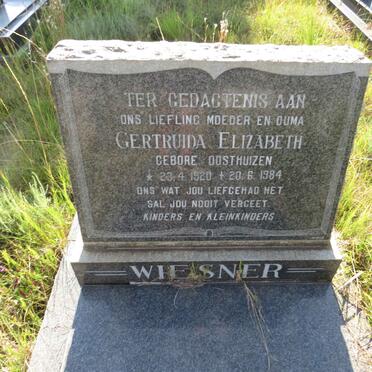 TER GEDAGTENIS AAN
ONS LIEFLING MOEDER EN OUMA
GERTRUIDA ELIZABETH
GEBORE OOSTHUIZEN
* 23.4.1920 + 20.6.1984
ONS WAT JOU LIEFGEHAD HET
SAL JOU NOOIT VERGEET.
KINDERS EN KLEINKINDERS
WIESNER